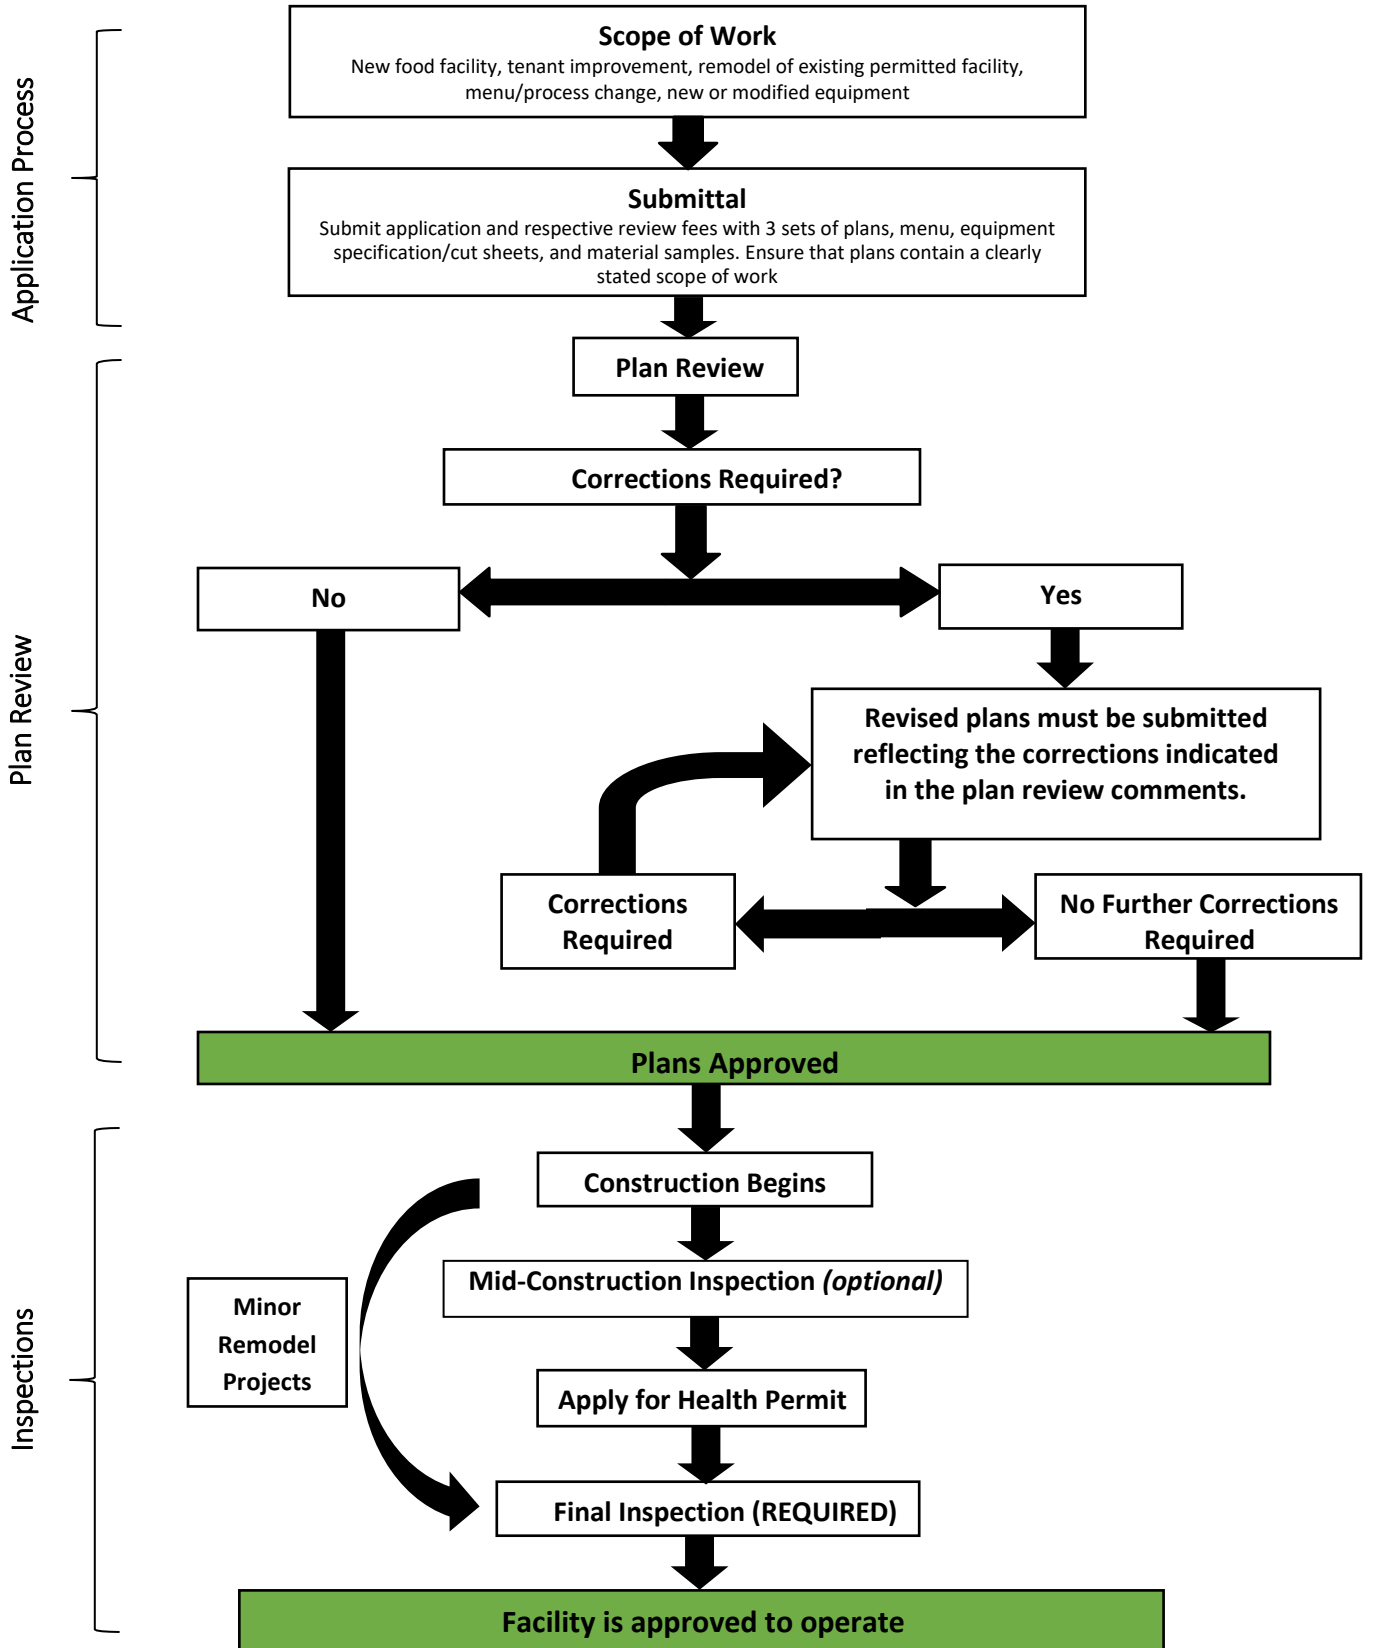 Application Process
Scope of Work
New food facility, tenant improvement, remodel of existing permitted facility,
menu/process change, new or modified equipment
Submittal
Submit application and respective review fees with 3 sets of plans, menu, equipment
specification/cut sheets, and material samples. Ensure that plans contain a clearly
stated scope of work
Plan Review
Plan Review
Corrections Required?
No
Yes
Revised plans must be submitted
reflecting the corrections indicated
in the plan review comments.
Corrections
Required
No Further Corrections
Required
Plans Approved
Inspections
Construction Begins
Mid-Construction Inspection (optional)
Minor
Remodel
Projects
Apply for Health Permit
Final Inspection (REQUIRED)
Facility is approved to operate